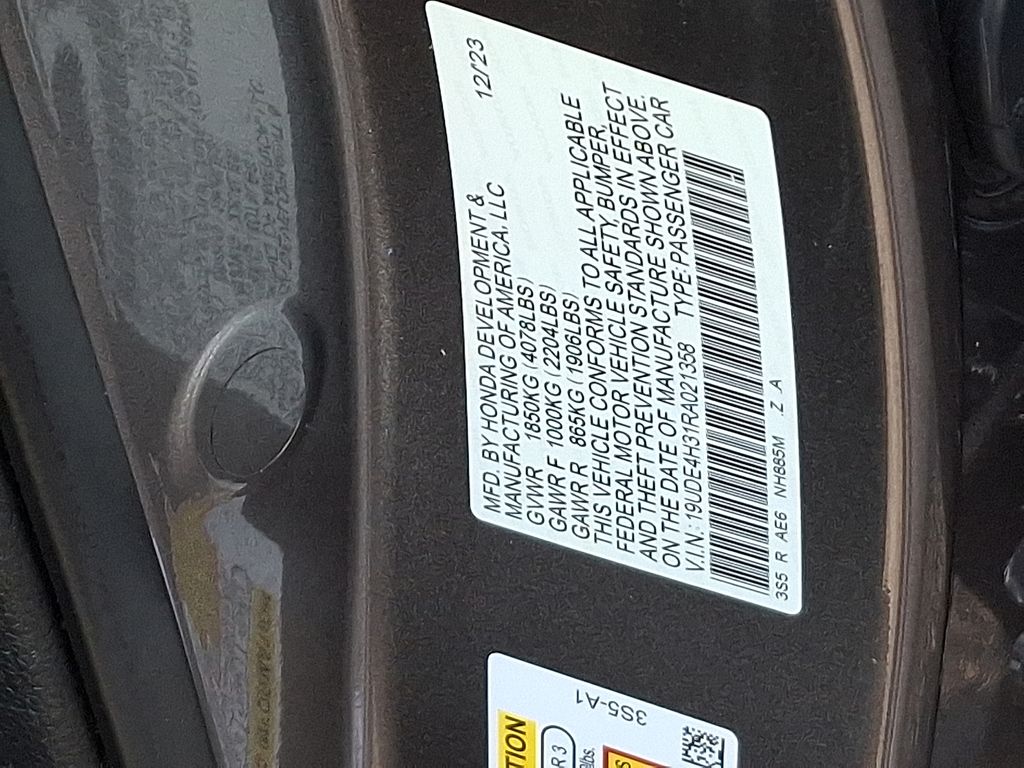 12/'23
MFD. BY HONDA DEVELOPMENT &
MANUFACTURING OF AMERICA, LLC
GVWR 1850KG (4078LBS)
GAWR F 1000KG (2204LBS)
GAWR R 865KG (1906LBS)
THIS VEHICLE CONFORMS TO ALL APPLICABLE
FEDERAL MOTOR VEHICLE SAFETY, BUMPER,
AND THEFT PREVENTION STANDARDS IN EFFECT
ON THE DATE OF MANUFACTURE SHOWN ABOVE.
V.I.N.: 19UDE4H31RA021358 TYPE: PASSENGER CAR
3S5 R AE6 NH885M .Z .A
3S5-A1